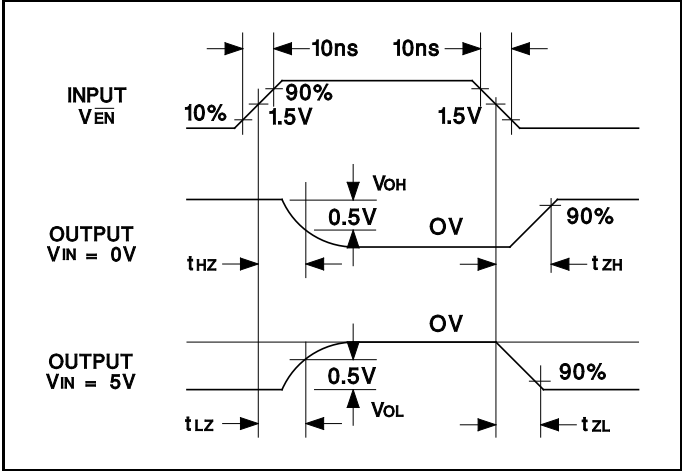 10ns 10ns
INPUT
VEN
10%
90%
1.5V
1.5V
VOH
0.5V
OV
90%
OUTPUT
VIN = 0V
tHZ
tZH
OV
OUTPUT
VIN = 5V
0.5V
90%
VOL
tLZ
tZL